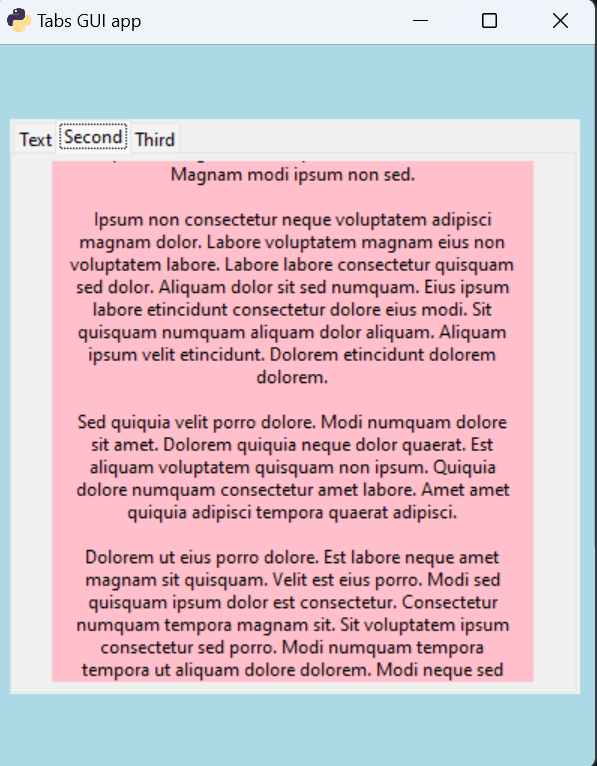 Tabs GUI app
Text Second Third
Magnam modi ipsum non sed.
Ipsum non consectetur neque voluptatem adipisci
magnam dolor. Labore voluptatem magnam eius non
voluptatem labore. Labore labore consectetur quisquam
sed dolor. Aliquam dolor sit sed numquam. Eius ipsum
labore etincidunt consectetur dolore eius modi. Sit
quisquam numquam aliquam dolor aliquam. Aliquam
ipsum velit etincidunt. Dolorem etincidunt dolorem
dolorem.
Sed quiquia velit porro dolore. Modi numquam dolore
sit amet. Dolorem quiquia neque dolor quaerat. Est
aliquam voluptatem quisquam non ipsum. Quiquia
dolore numquam consectetur amet labore. Amet amet
quiquia adipisci tempora quaerat adipisci.
Dolorem ut eius porro dolore. Est labore neque amet
magnam sit quisquam. Velit est eius porro. Modi sed
quisquam ipsum dolor est consectetur. Consectetur
numquam tempora magnam sit. Sit voluptatem ipsum
consectetur sed porro. Modi numquam tempora
tempora ut aliquam dolore dolorem. Modi neque sed